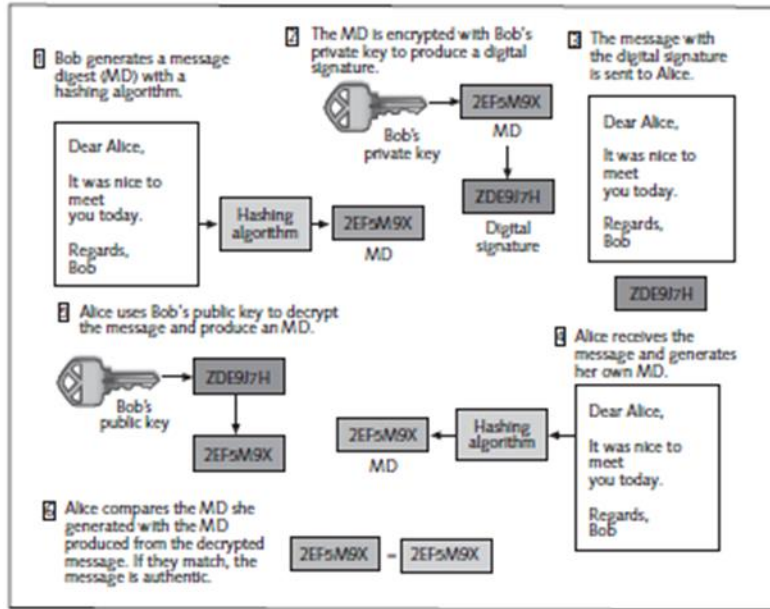 1 Bob generates a message
digest (MD) with a
hashing algorithm.
Dear Alice,
It was nice to
meet
you today.
Regards,
Bob
Hashing
algorithm
2EF5M9X
MD
2 The MD is encrypted with Bob's
private key to produce a digital
signature.
Bob's
private key
2EF5M9X
MD
ZDE9J7H
Digital
signature
3 The message with
the digital signature
is sent to Alice.
Dear Alice,
It was nice to
meet
you today.
Regards,
Bob
ZDE9J7H
4 Alice receives the
message and generates
her own MD.
Dear Alice,
It was nice to
meet
you today.
Regards,
Bob
Hashing
algorithm
2EF5M9X
MD
5 Alice uses Bob's public key to decrypt
the message and produce an MD.
Bob's
public key
ZDE9J7H
2EF5M9X
6 Alice compares the MD she
generated with the MD
produced from the decrypted
message. If they match, the
message is authentic.
2EF5M9X = 2EF5M9X